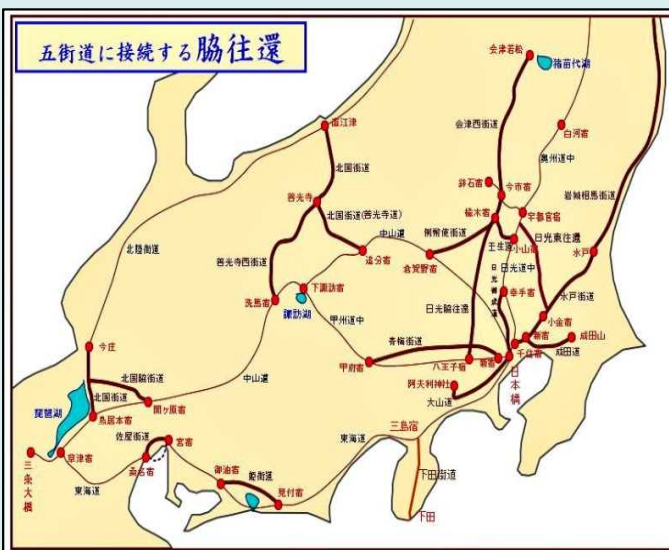 五街道に接続する脇往還
会津若松
猪苗代湖
会津西街道
白河宿
直江津
奥州道中
鉢石宿
今市宿
岩城相馬街道
北国街道
善光寺
楡木宿
宇都宮宿
北国街道(善光寺道)
例幣使街道
壬生道
小山宿
日光東往還
中山道
追分宿
倉賀野宿
水戸
北陸街道
善光寺西街道
日光道中
日光御成道
幸手宿
水戸街道
洗馬宿
下諏訪宿
諏訪湖
日光脇往還
小金宿
甲州道中
青梅街道
新宿
成田山
今庄
甲府宿
八王子宿
新宿
千住宿
成田道
日本橋
北国脇街道
中山道
阿夫利神社
大山道
琵琶湖
北国街道
関ヶ原宿
鳥居本宿
三島宿
佐屋街道
宮宿
東海道
草津宿
桑名宿
御油宿
姫街道
下田街道
三条大橋
東海道
見付宿
下田